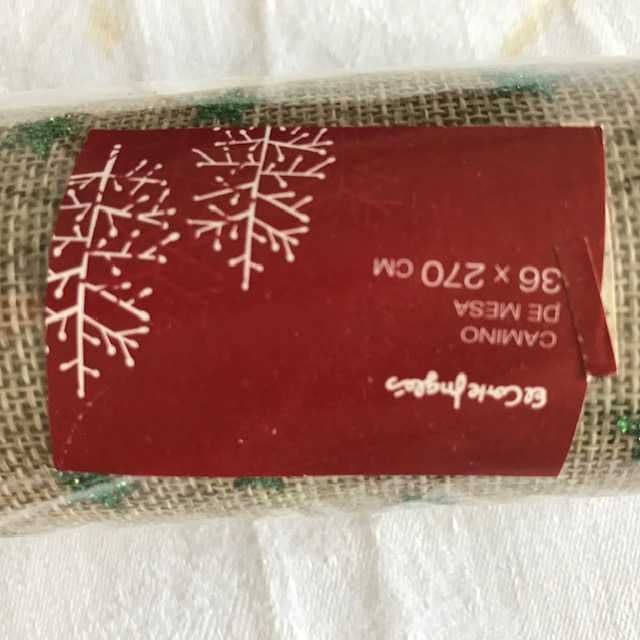 El Corte Inglés
CAMINO
DE MESA
36 x 270 CM